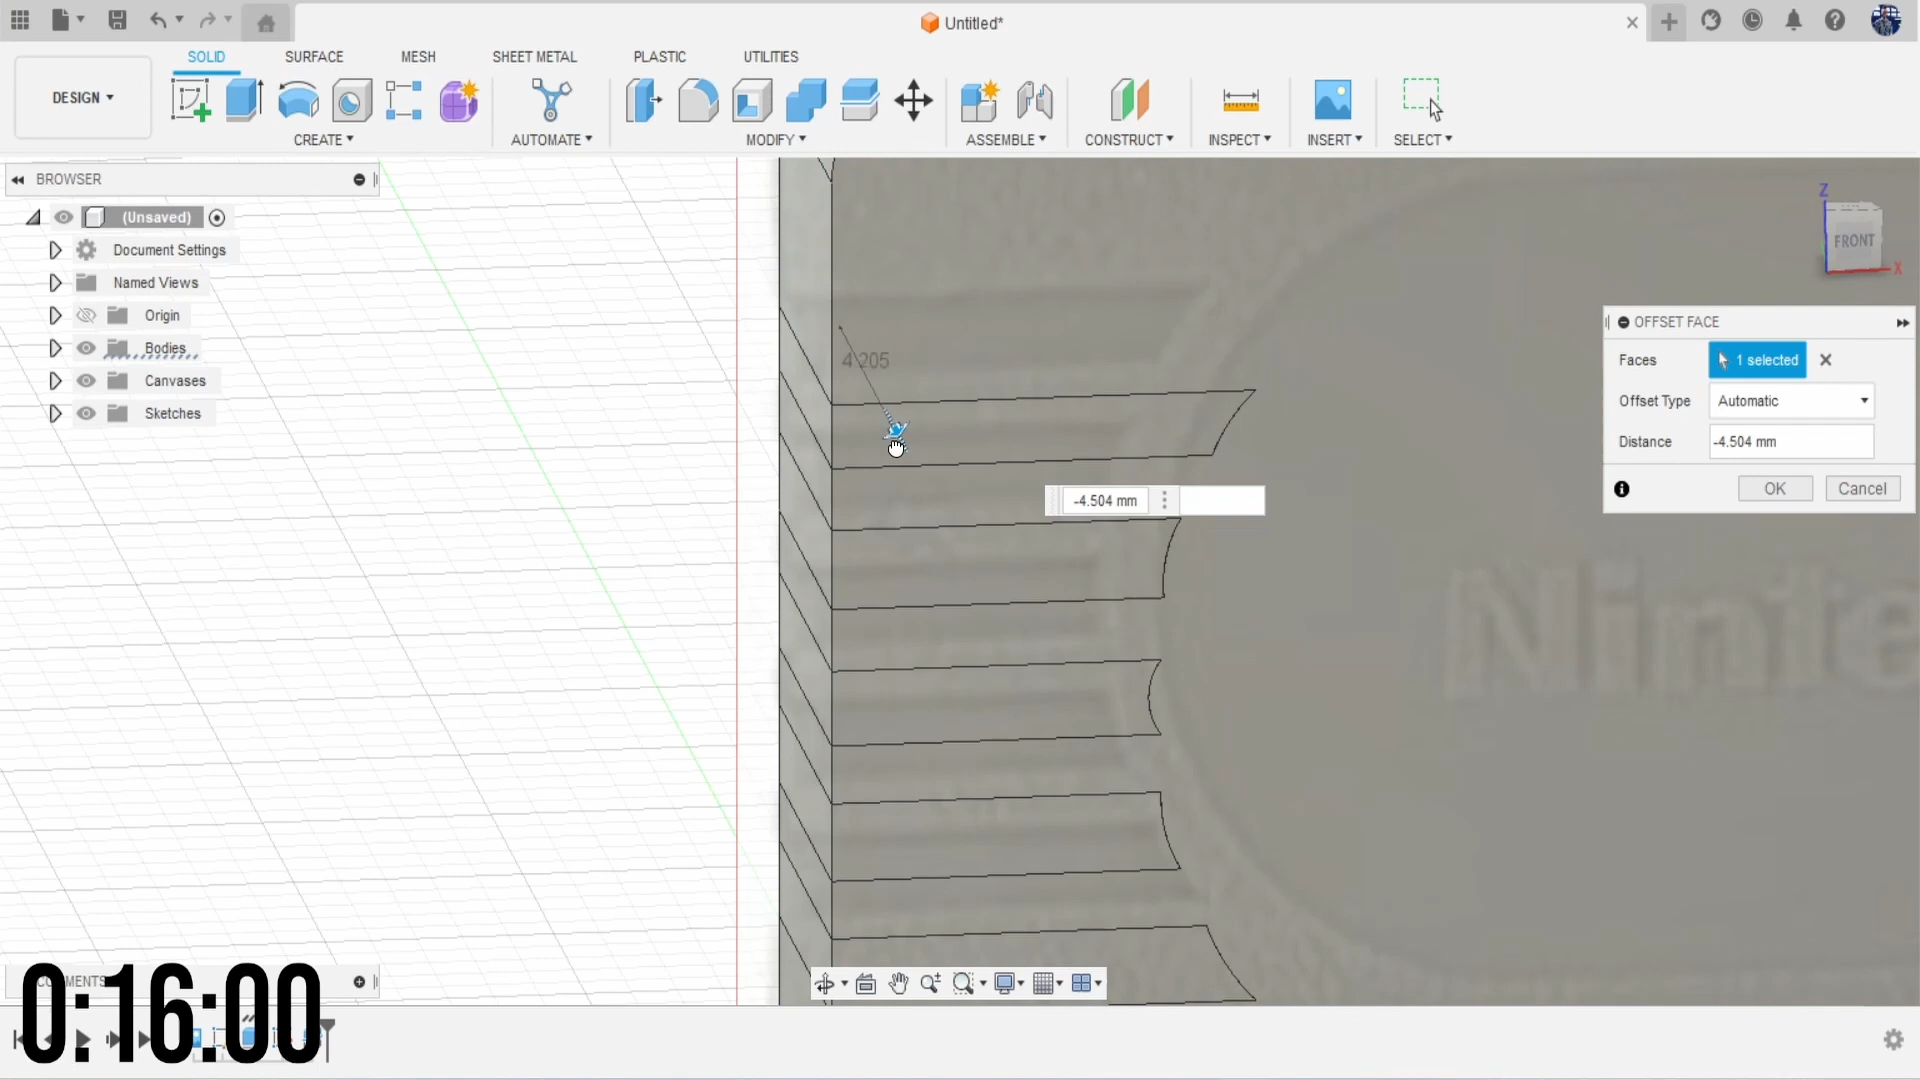 Untitled*
SOLID SURFACE MESH SHEET METAL PLASTIC UTILITIES
DESIGN
CREATE AUTOMATE MODIFY ASSEMBLE CONSTRUCT INSPECT INSERT SELECT
BROWSER
(Unsaved)
Document Settings
Named Views
Origin
Bodies
Canvases
Sketches
Z
FRONT
X
OFFSET FACE
Faces 1 selected
Offset Type Automatic
Distance -4.504 mm
OK Cancel
4.205
-4.504 mm
Ninte
COMMENTS
0:16:00